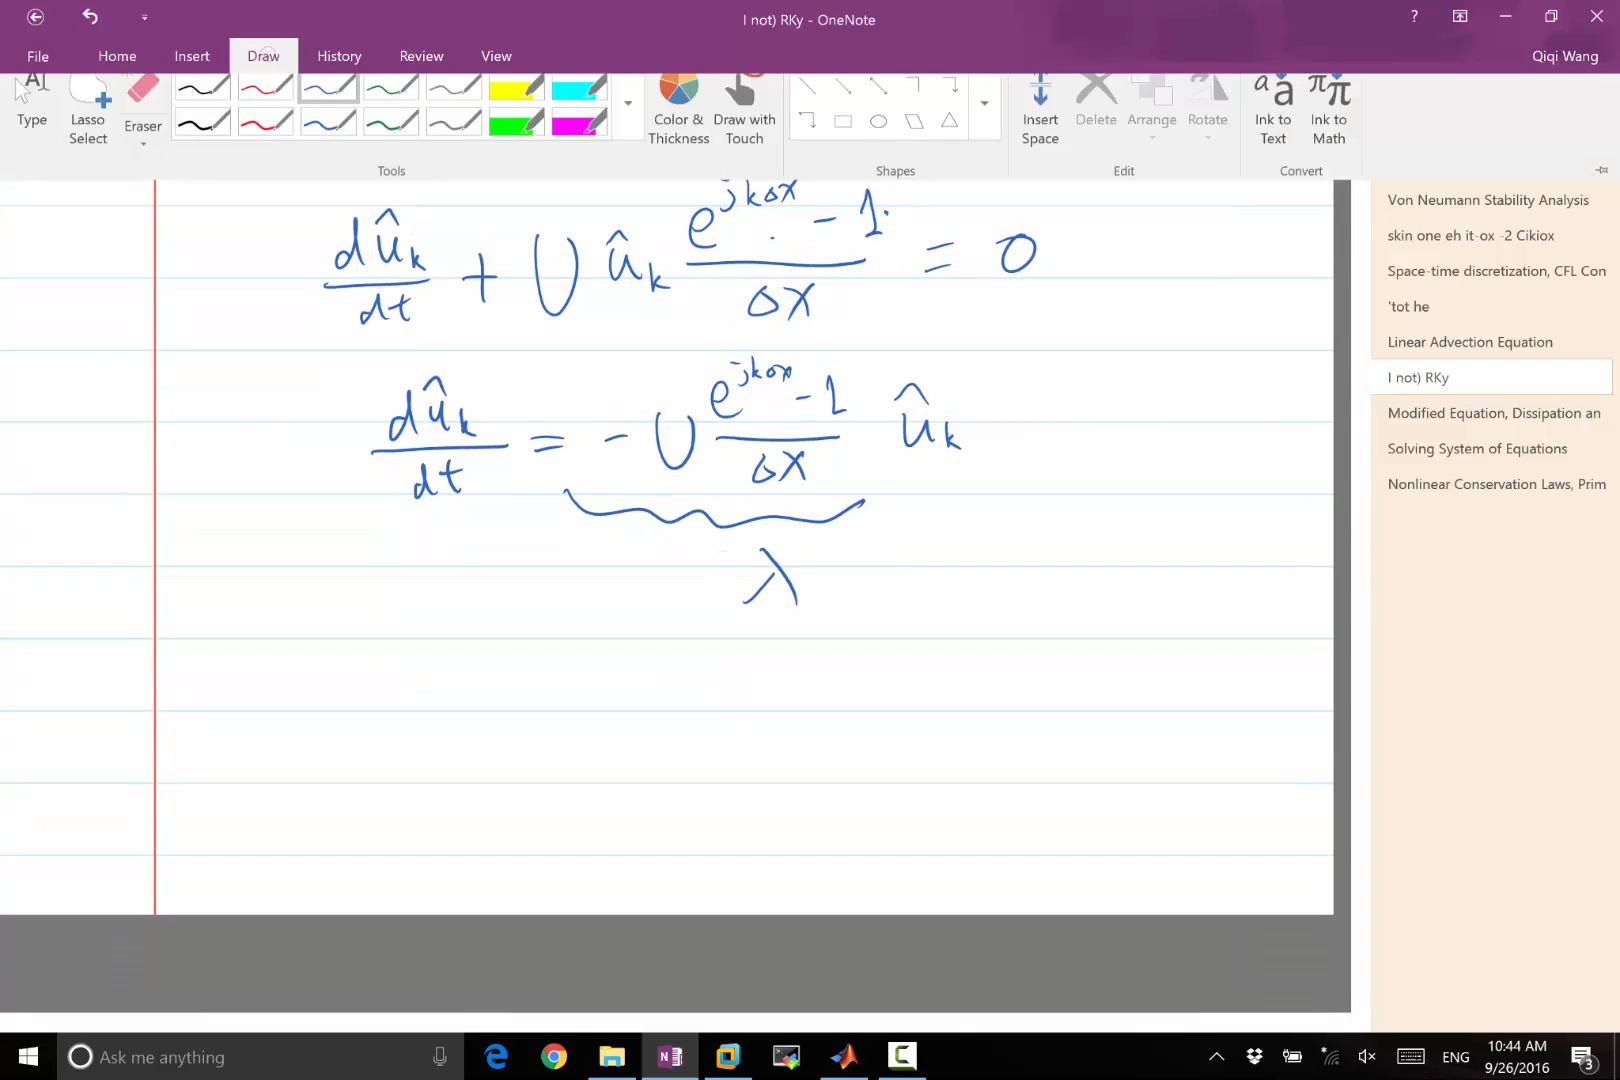 I not) RKy - OneNote
?
File Home Insert Draw History Review View
Qiqi Wang
Type
Lasso Select
Eraser
Color & Thickness
Draw with Touch
Insert Space
Delete
Arrange
Rotate
Ink to Text
Ink to Math
Tools
Shapes
Edit
Convert
dû_k/dt + U û_k (e^{jkΔx} - 1)/Δx = 0
dû_k/dt = - U (e^{jkΔx} - 1)/Δx û_k
λ
Von Neumann Stability Analysis
skin one eh it-ox -2 Cikiox
Space-time discretization, CFL Con
'tot he
Linear Advection Equation
I not) RKy
Modified Equation, Dissipation an
Solving System of Equations
Nonlinear Conservation Laws, Prim
Ask me anything
ENG
10:44 AM
9/26/2016
3